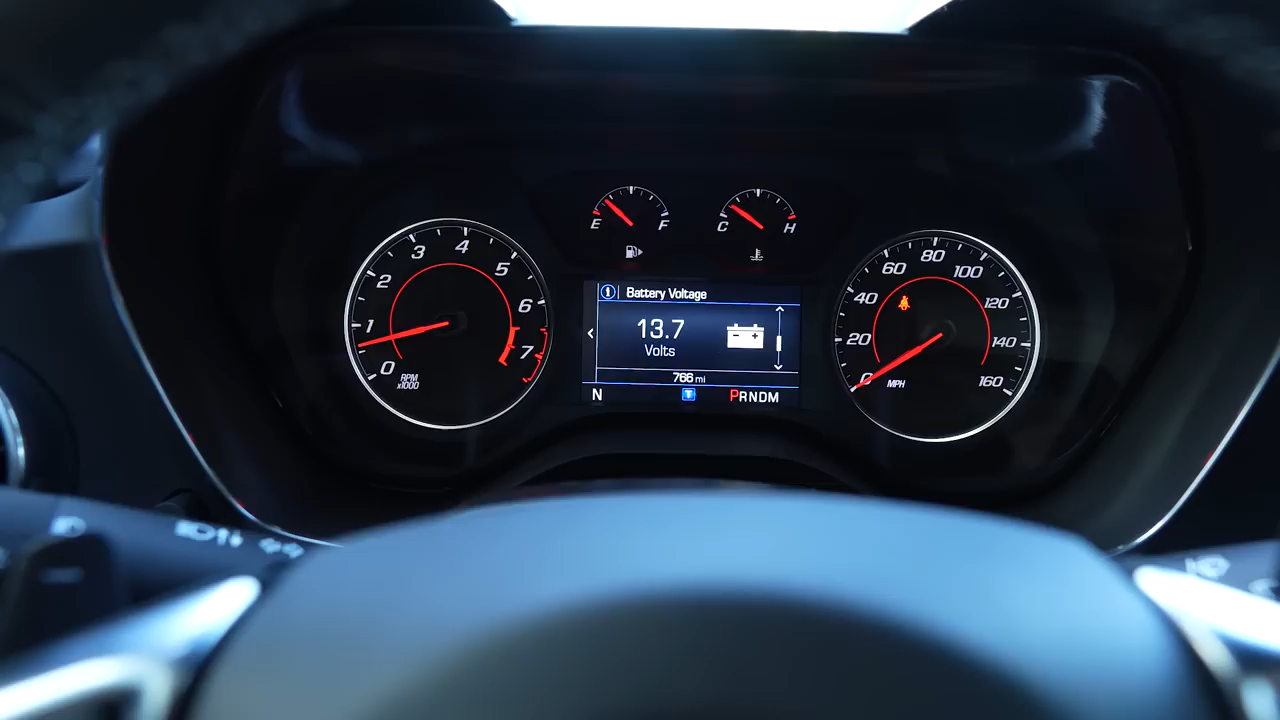 E F
C H
0 1 2 3 4 5 6 7
RPM
x1000
Battery Voltage
13.7
Volts
766 mi
N
PRNDM
0 20 40 60 80 100 120 140 160
MPH